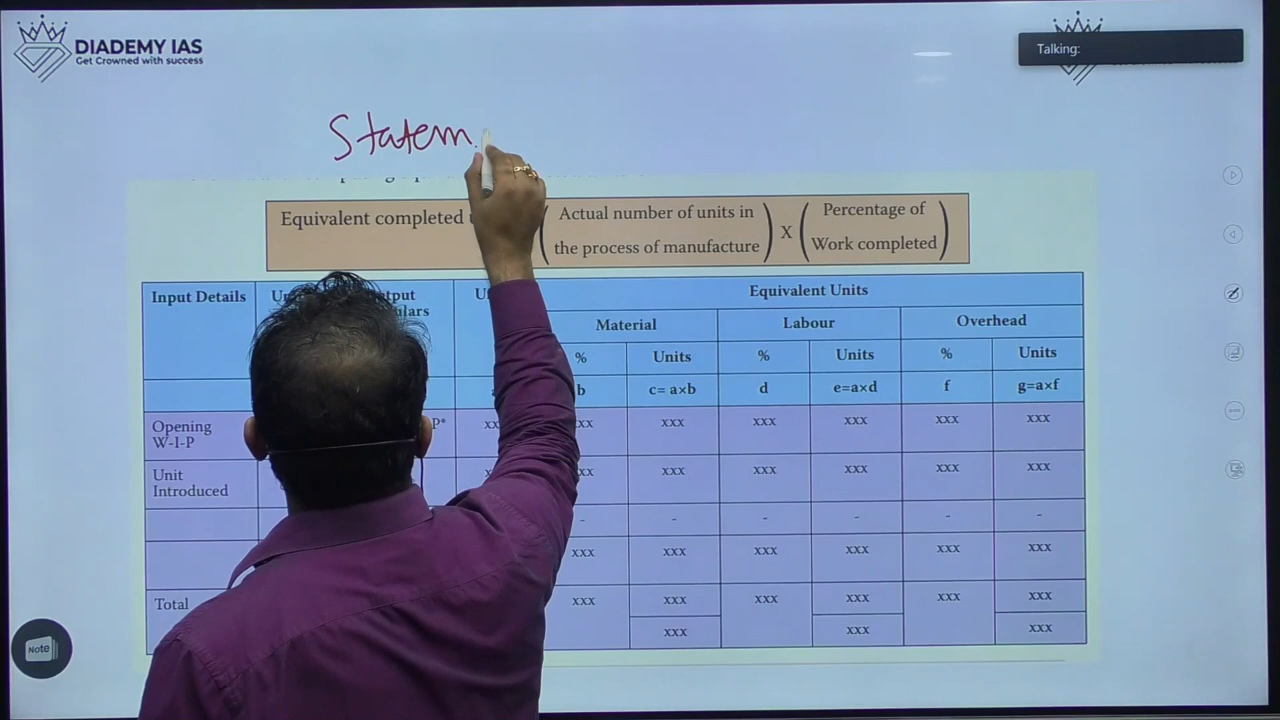 DIADEMY IAS
Get Crowned with success
Talking:
Statem
Equivalent completed
Actual number of units in
the process of manufacture
X
Percentage of
Work completed
Input Details
Equivalent Units
Material Labour Overhead
% Units % Units % Units
b c= a×b d e=a×d f g=a×f
Opening
W-I-P
P* xx xx xxx xxx xxx xxx xxx
Unit
Introduced
xx xxx xxx xxx xxx xxx
- - - - - -
xxx xxx xxx xxx xxx xxx
Total xxx xxx xxx xxx xxx xxx
xxx xxx xxx
Note